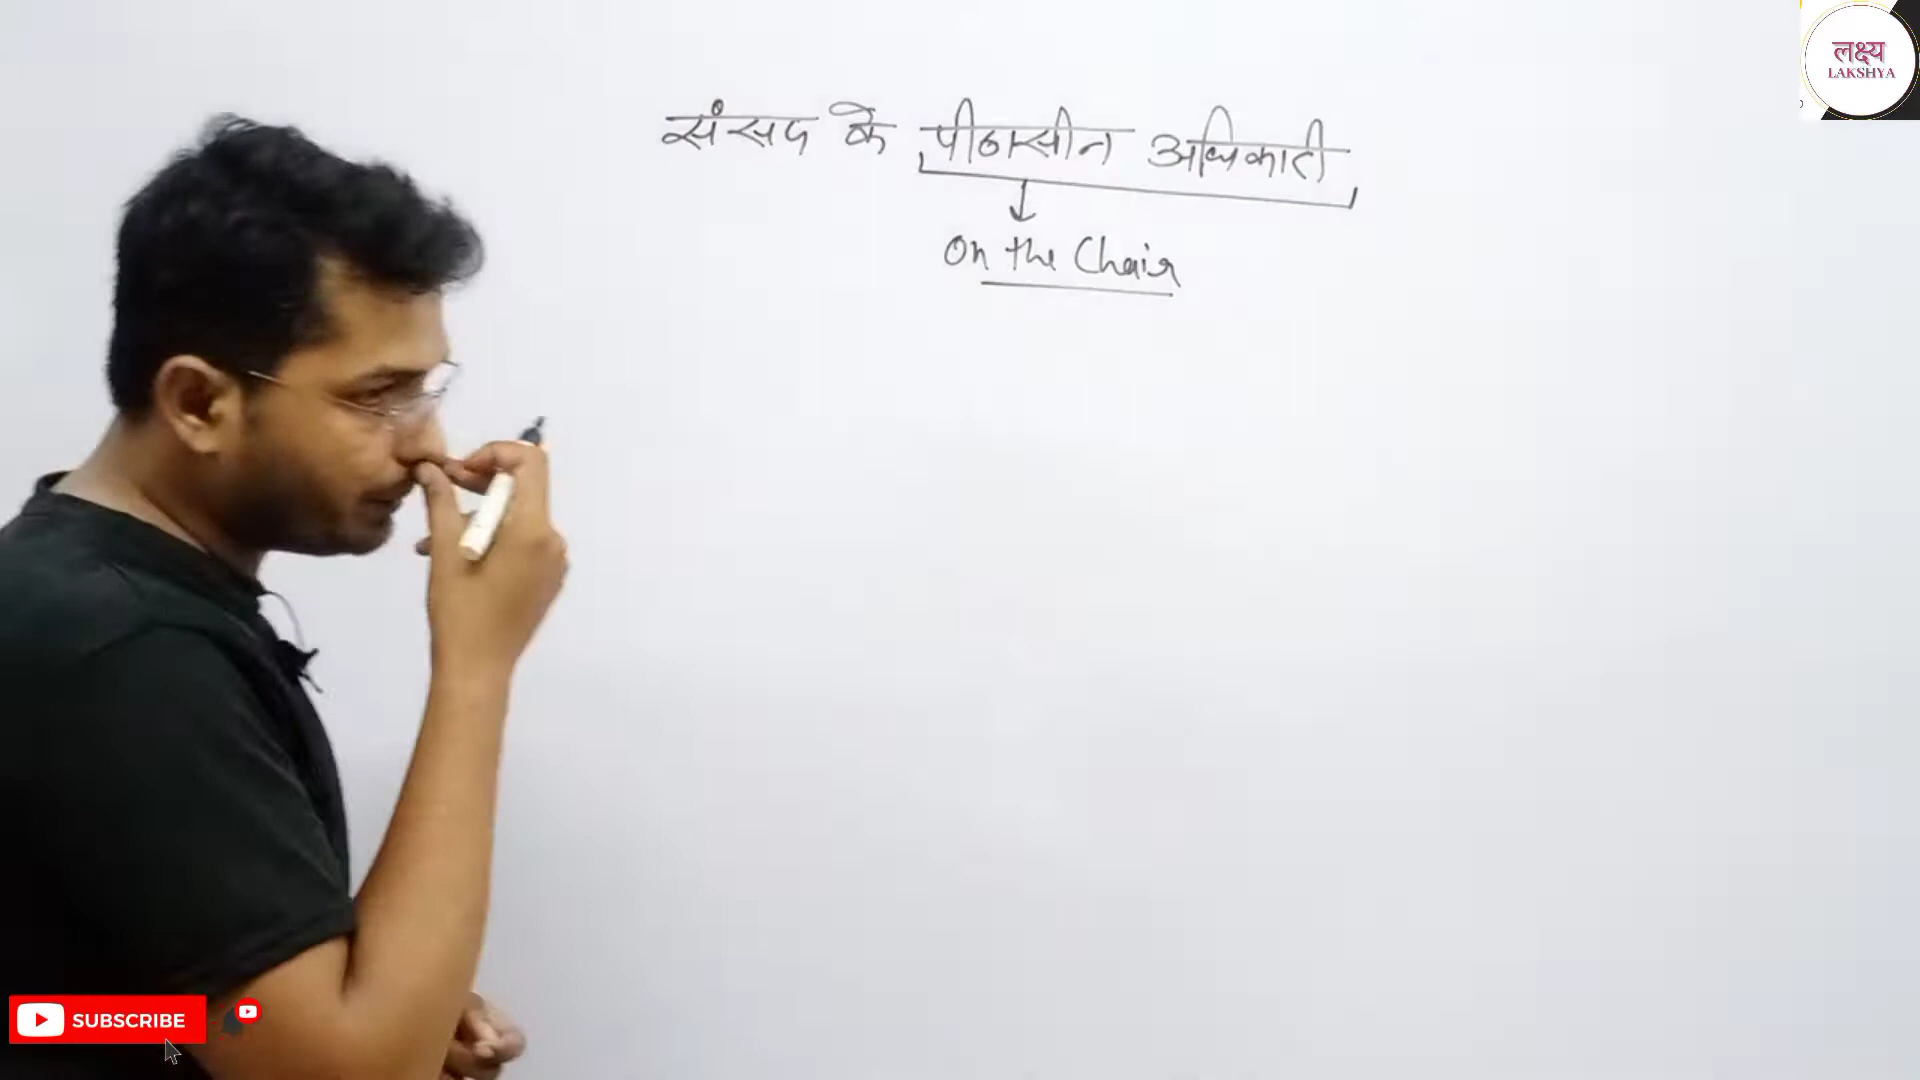 लक्ष्य
LAKSHYA
संसद के पीठासीन अधिकारी
On the Chair
SUBSCRIBE